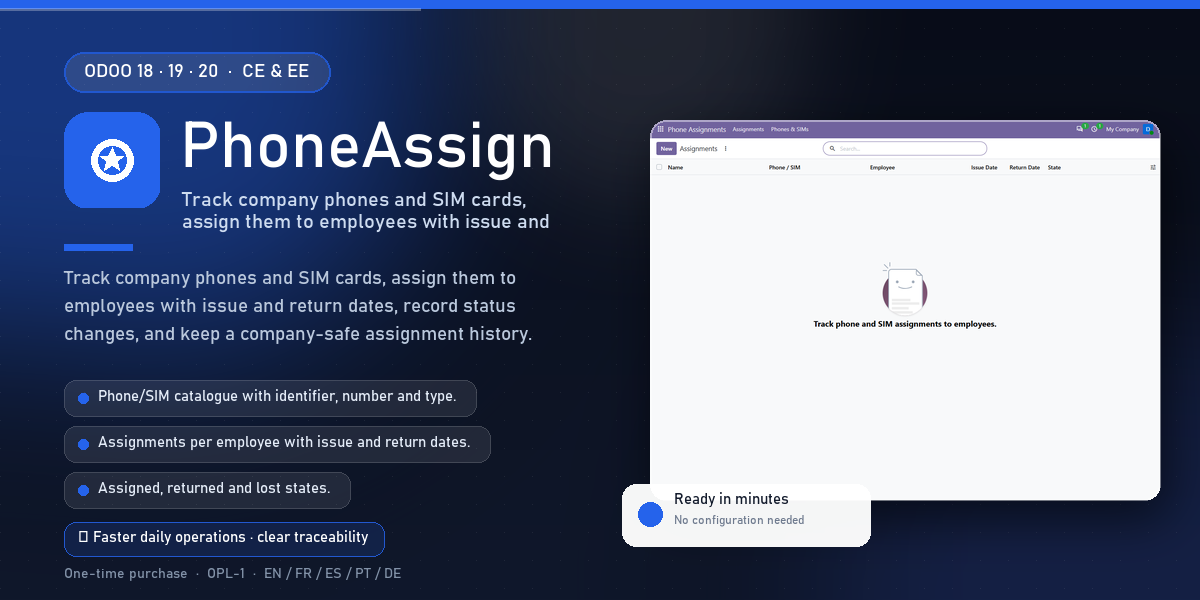 ODOO 18 · 19 · 20 · CE & EE
PhoneAssign
Track company phones and SIM cards,
assign them to employees with issue and
Track company phones and SIM cards, assign them to
employees with issue and return dates, record status
changes, and keep a company-safe assignment history.
Phone/SIM catalogue with identifier, number and type.
Assignments per employee with issue and return dates.
Assigned, returned and lost states.
Faster daily operations · clear traceability
One-time purchase · OPL-1 · EN / FR / ES / PT / DE
Phone Assignments Assignments Phones & SIMs My Company D
New Assignments Search...
Name Phone / SIM Employee Issue Date Return Date State
Track phone and SIM assignments to employees.
Ready in minutes
No configuration needed